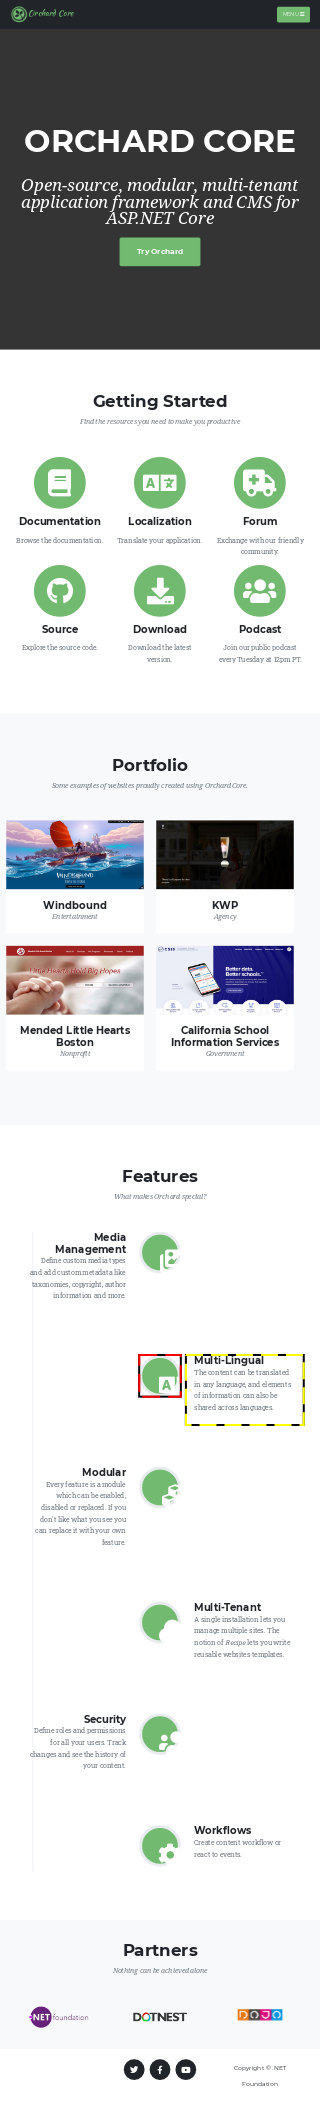 Orchard Core
MENU
ORCHARD CORE
Open-source, modular, multi-tenant
application framework and CMS for
ASP.NET Core
Try Orchard
Getting Started
Find the resources you need to make you productive
Documentation
Browse the documentation.
Localization
Translate your application.
Forum
Exchange with our friendly
community.
Source
Explore the source code.
Download
Download the latest
version.
Podcast
Join our public podcast
every Tuesday at 12pm PT.
Portfolio
Some examples of websites proudly created using Orchard Core.
WINDBOUND
Windbound
Entertainment
KWP
Agency
Little Hearts Hold Big Hopes
Mended Little Hearts
Boston
Nonprofit
CSIS
Better data.
Better schools.
California School
Information Services
Government
Features
What makes Orchard special?
Media
Management
Define custom media types
and add custom metadata like
taxonomies, copyright, author
information and more.
A
Multi-Lingual
The content can be translated
in any language, and elements
of information can also be
shared across languages.
Modular
Every feature is a module
which can be enabled,
disabled or replaced. If you
don't like what you see you
can replace it with your own
feature.
Multi-Tenant
A single installation lets you
manage multiple sites. The
notion of Recipe lets you write
reusable websites templates.
Security
Define roles and permissions
for all your users. Track
changes and see the history of
your content.
Workflows
Create content workflow or
react to events.
Partners
Nothing can be achieved alone
.NET foundation
DOTNEST
DOJO
Copyright © .NET
Foundation